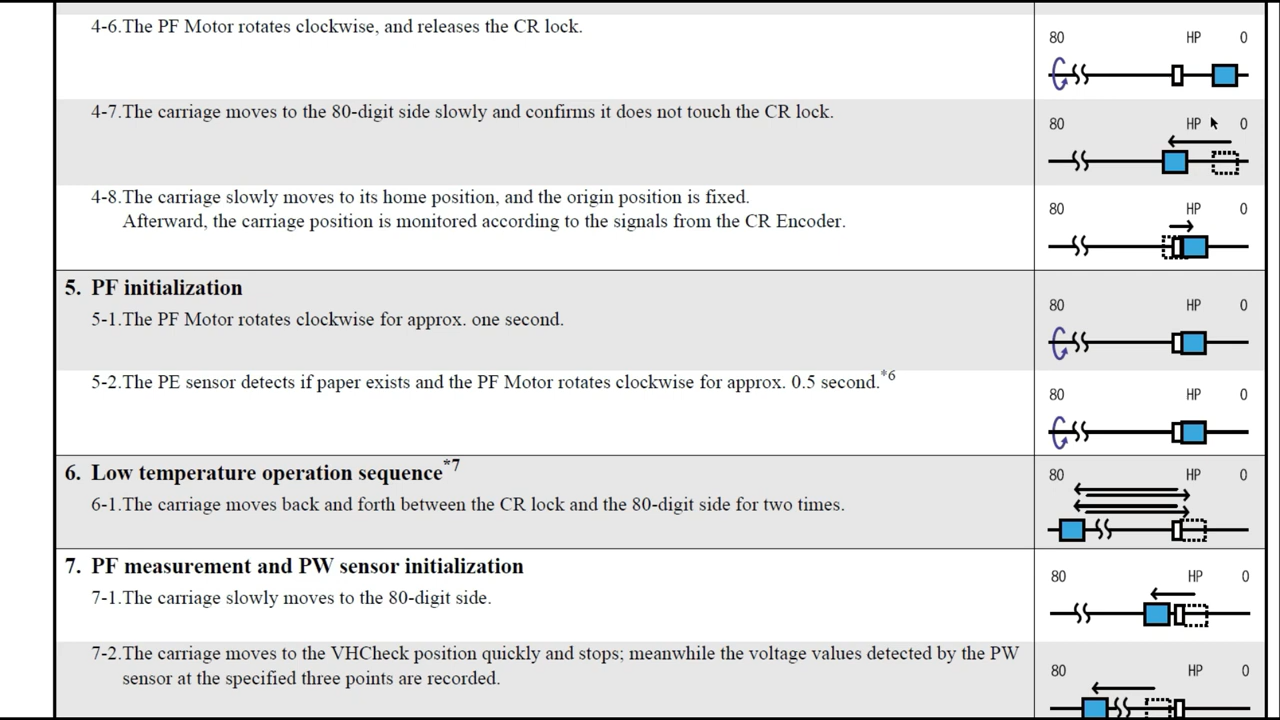 4-6.The PF Motor rotates clockwise, and releases the CR lock.
80 HP 0
4-7.The carriage moves to the 80-digit side slowly and confirms it does not touch the CR lock.
80 HP 0
4-8.The carriage slowly moves to its home position, and the origin position is fixed.
Afterward, the carriage position is monitored according to the signals from the CR Encoder.
80 HP 0
5. PF initialization
5-1.The PF Motor rotates clockwise for approx. one second.
80 HP 0
5-2.The PE sensor detects if paper exists and the PF Motor rotates clockwise for approx. 0.5 second.*6
80 HP 0
6. Low temperature operation sequence*7
6-1.The carriage moves back and forth between the CR lock and the 80-digit side for two times.
80 HP 0
7. PF measurement and PW sensor initialization
7-1.The carriage slowly moves to the 80-digit side.
80 HP 0
7-2.The carriage moves to the VHCheck position quickly and stops; meanwhile the voltage values detected by the PW
sensor at the specified three points are recorded.
80 HP 0